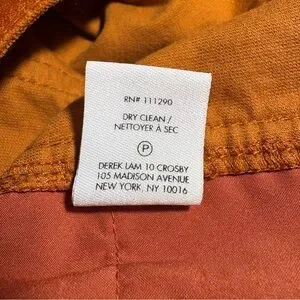 RN# 111290
DRY CLEAN /
NETTOYER À SEC
P
DEREK LAM 10 CROSBY
105 MADISON AVENUE
NEW YORK, NY 10016